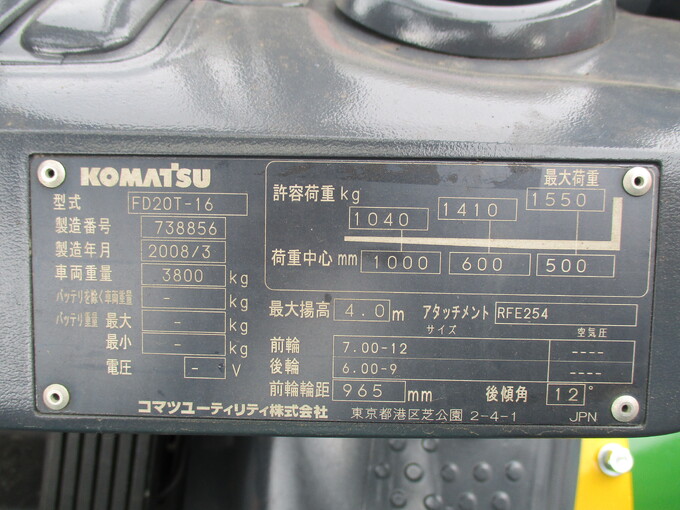 KOMATSU
型式 FD20T-16
製造番号 738856
製造年月 2008/3
車両重量 3800 kg
バッテリを除く車両重量 - kg
バッテリ重量 最大 - kg
最小 - kg
電圧 - V
許容荷重 kg 最大荷重
1040 1410 1550
荷重中心 mm 1000 600 500
最大揚高 4.0 m アタッチメント RFE254
サイズ 空気圧
前輪 7.00-12 ----
後輪 6.00-9 ----
前輪輪距 965 mm 後傾角 12°
コマツユーティリティ株式会社 東京都港区芝公園 2-4-1 JPN